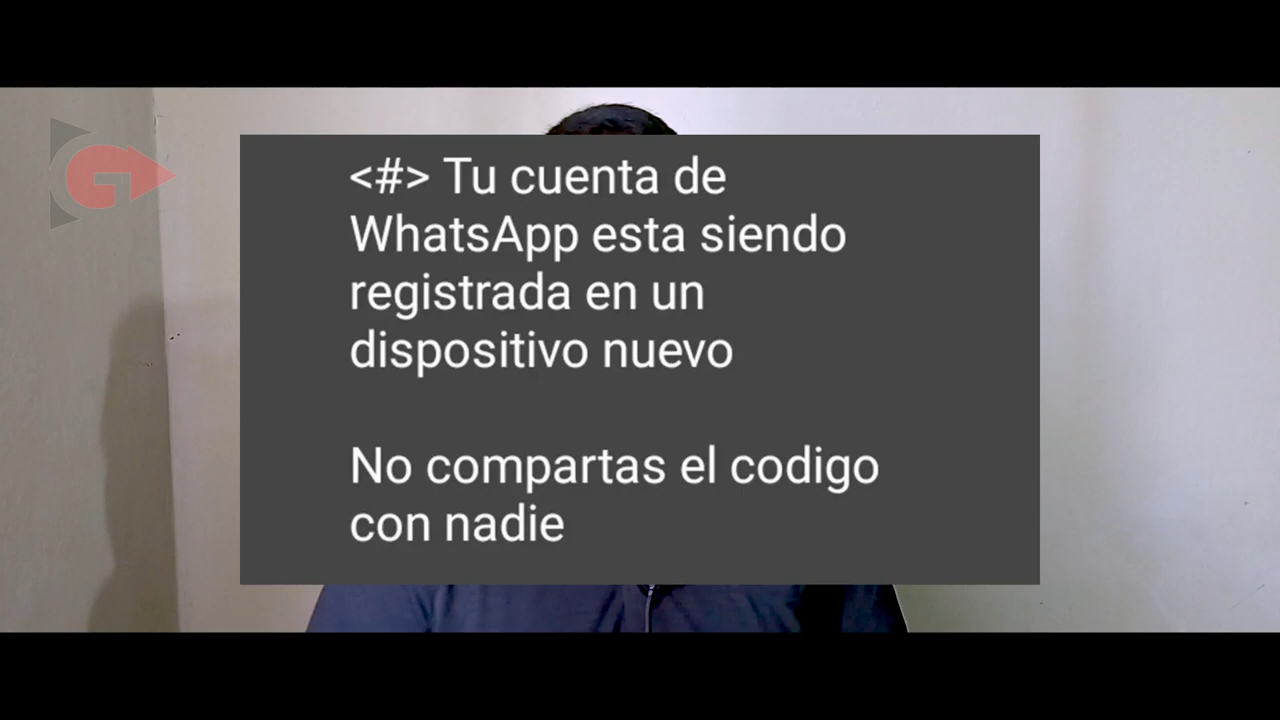 <#> Tu cuenta de
WhatsApp esta siendo
registrada en un
dispositivo nuevo
No compartas el codigo
con nadie